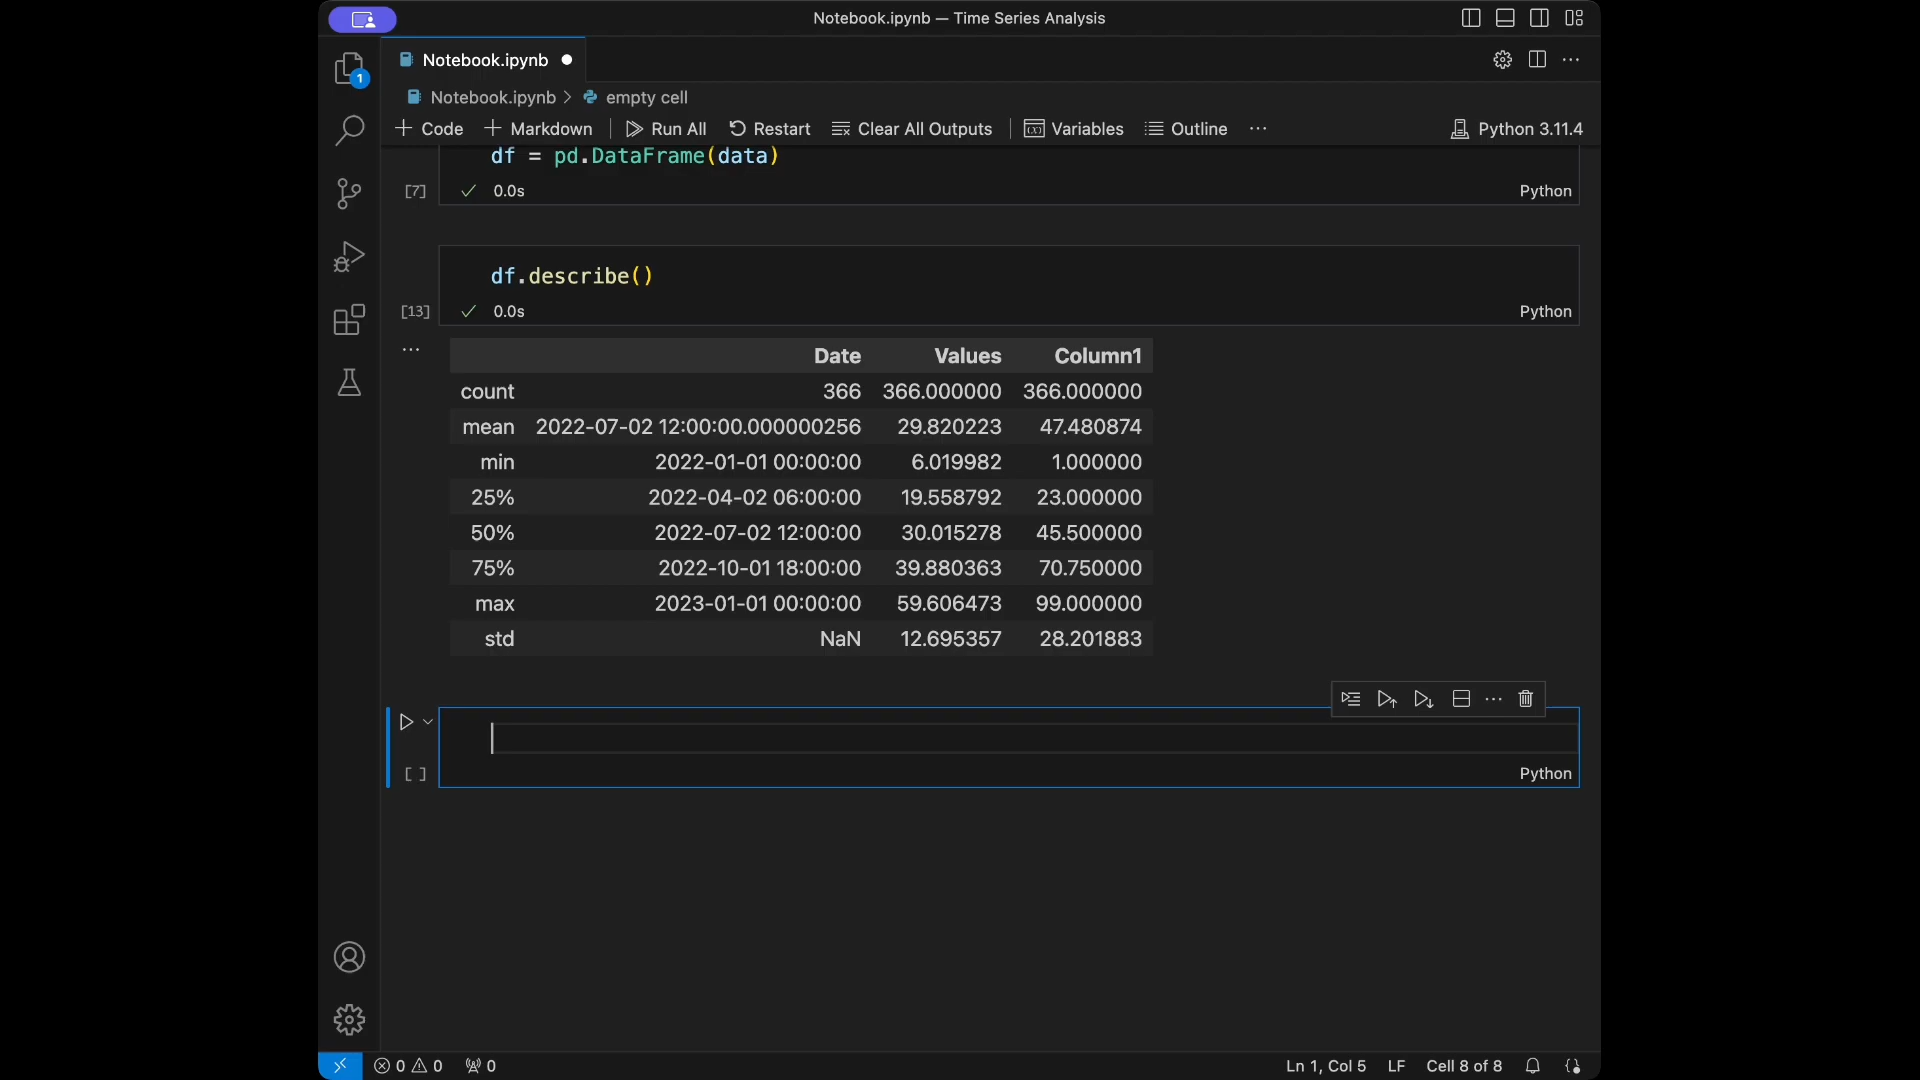 Notebook.ipynb — Time Series Analysis
Notebook.ipynb
1
Notebook.ipynb > empty cell
Code Markdown Run All Restart Clear All Outputs Variables Outline ... Python 3.11.4
df = pd.DataFrame(data)
[7] 0.0s Python
df.describe()
[13] 0.0s Python
...
Date Values Column1
count 366 366.000000 366.000000
mean 2022-07-02 12:00:00.000000256 29.820223 47.480874
min 2022-01-01 00:00:00 6.019982 1.000000
25% 2022-04-02 06:00:00 19.558792 23.000000
50% 2022-07-02 12:00:00 30.015278 45.500000
75% 2022-10-01 18:00:00 39.880363 70.750000
max 2023-01-01 00:00:00 59.606473 99.000000
std NaN 12.695357 28.201883
[ ] Python
0 0 0 Ln 1, Col 5 LF Cell 8 of 8